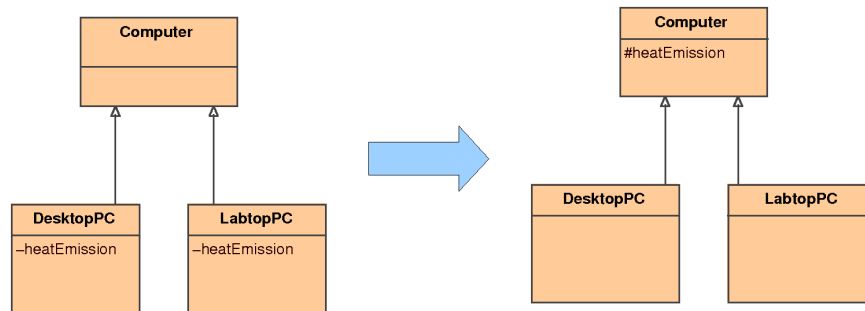 Computer
DesktopPC
–heatEmission
LabtopPC
–heatEmission
Computer
#heatEmission
DesktopPC
LabtopPC